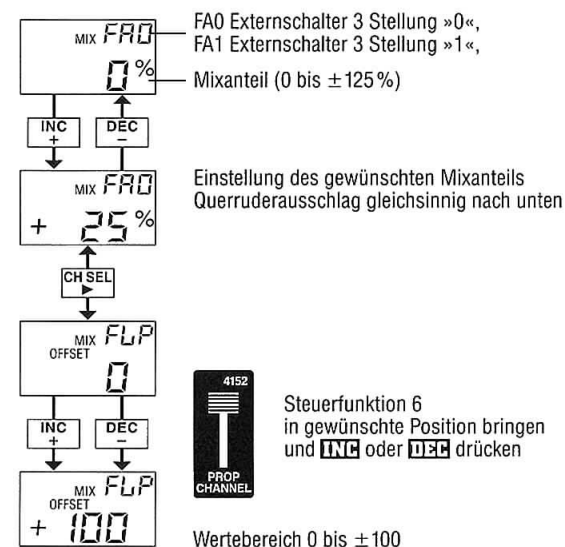 MIX FA0
0 %
FA0 Externschalter 3 Stellung »0«,
FA1 Externschalter 3 Stellung »1«,
Mixanteil (0 bis ±125%)
INC +
DEC –
MIX FA0
+ 25 %
Einstellung des gewünschten Mixanteils
Querruderausschlag gleichsinnig nach unten
CH SEL ►
MIX FLP
OFFSET
0
INC +
DEC –
4152
PROP
CHANNEL
Steuerfunktion 6
in gewünschte Position bringen
und INC oder DEC drücken
MIX FLP
OFFSET
+ 100
Wertebereich 0 bis ±100